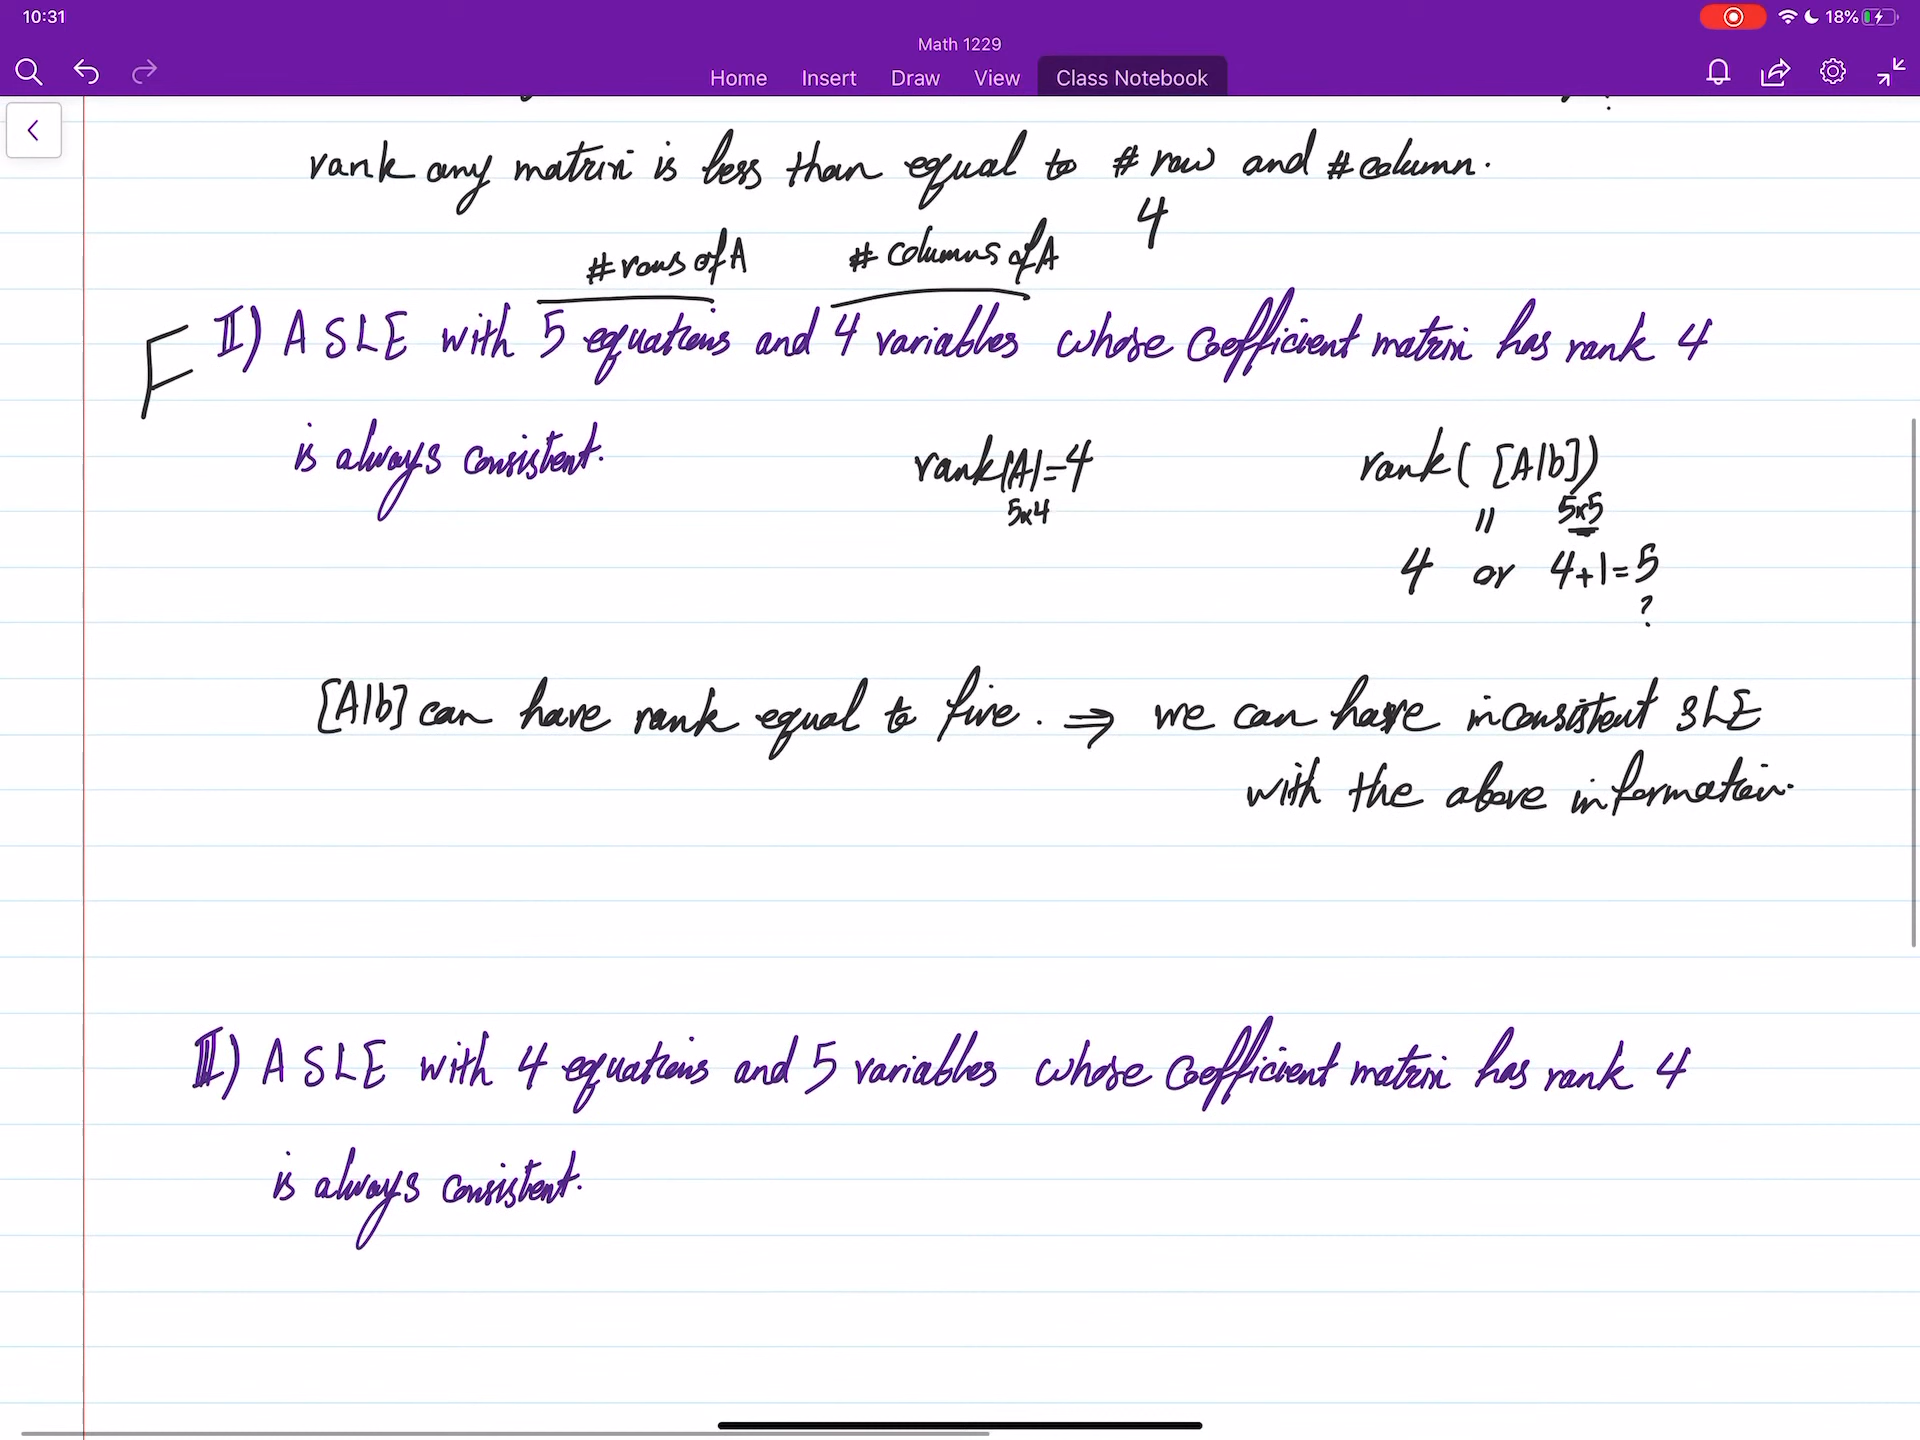 10:31
18%
Math 1229
Home Insert Draw View Class Notebook
rank any matrix is less than equal to # row and # column.
4
# rows of A # columns of A
F II) A SLE with 5 equations and 4 variables whose coefficient matrix has rank 4
is always consistent.
rank(A)=4 rank( [A|b])
5x4 = 5x5
4 or 4+1=5
?
[A|b] can have rank equal to five. ⇒ we can have inconsistent SLE
with the above information.
III) A SLE with 4 equations and 5 variables whose coefficient matrix has rank 4
is always consistent.